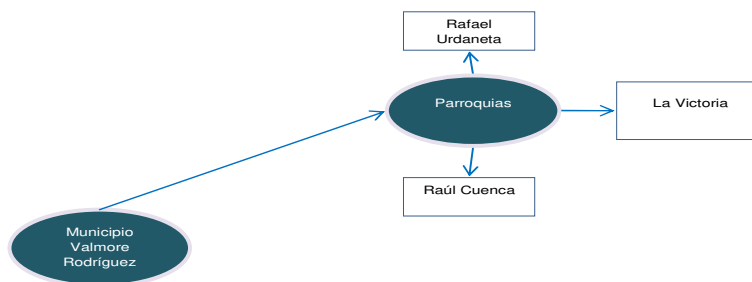 Rafael
Urdaneta
Parroquias
La Victoria
Raúl Cuenca
Municipio
Valmore
Rodríguez